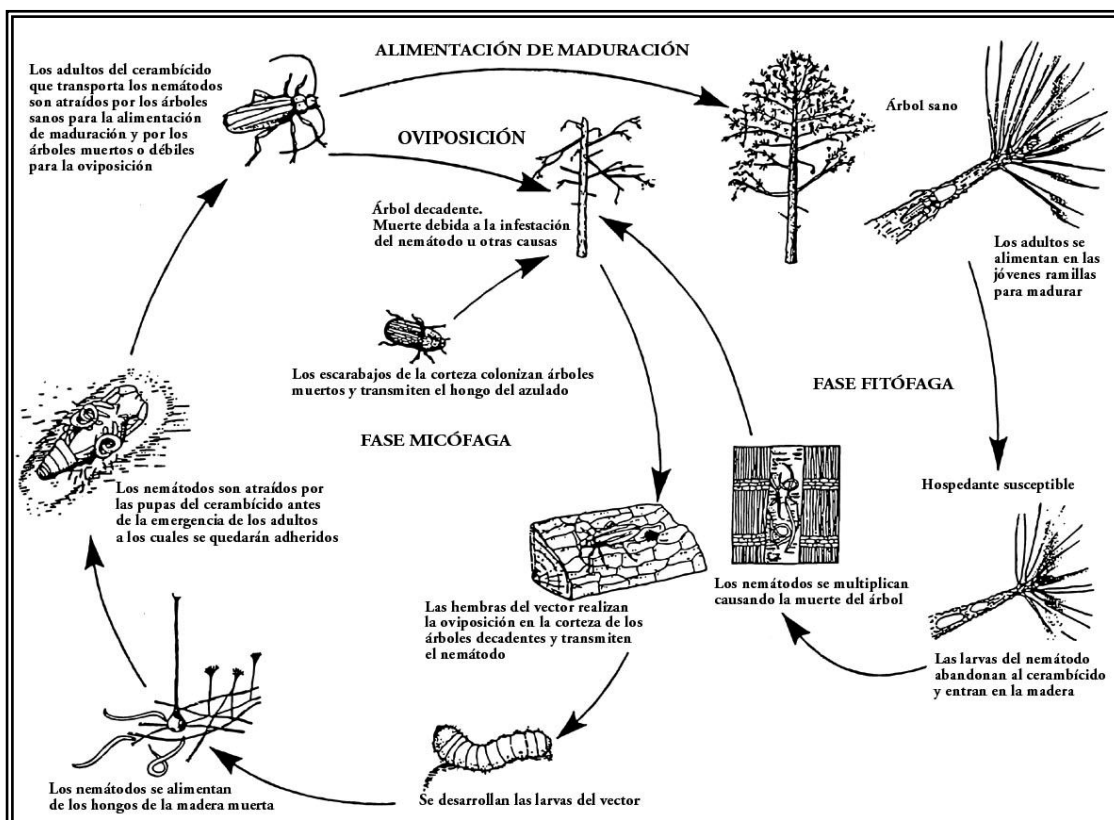 ALIMENTACIÓN DE MADURACIÓN
Los adultos del cerambícido
que transporta los nemátodos
son atraídos por los árboles
sanos para la alimentación
de maduración y por los
árboles muertos o débiles
para la oviposición
OVIPOSICIÓN
Árbol sano
Árbol decadente.
Muerte debida a la infestación
del nemátodo u otras causas
Los adultos se
alimentan en las
jóvenes ramillas
para madurar
Los escarabajos de la corteza colonizan árboles
muertos y transmiten el hongo del azulado
FASE FITÓFAGA
FASE MICÓFAGA
Hospedante susceptible
Los nemátodos son atraídos por
las pupas del cerambícido antes
de la emergencia de los adultos
a los cuales se quedarán adheridos
Los nemátodos se multiplican
causando la muerte del árbol
Las hembras del vector realizan
la oviposición en la corteza de los
árboles decadentes y transmiten
el nemátodo
Las larvas del nemátodo
abandonan al cerambícido
y entran en la madera
Los nemátodos se alimentan
de los hongos de la madera muerta
Se desarrollan las larvas del vector